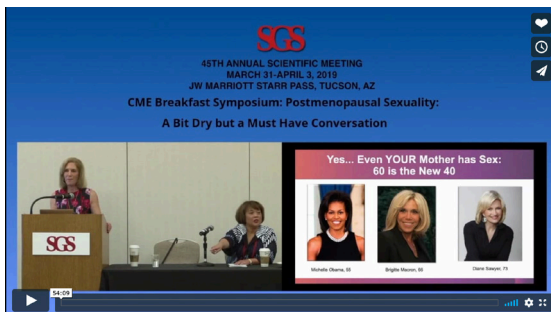 SGS
45TH ANNUAL SCIENTIFIC MEETING
MARCH 31-APRIL 3, 2019
JW MARRIOTT STARR PASS, TUCSON, AZ
CME Breakfast Symposium: Postmenopausal Sexuality:
A Bit Dry but a Must Have Conversation
SGS
Yes... Even YOUR Mother has Sex:
60 is the New 40
Michelle Obama, 55
Brigitte Macron, 65
Diane Sawyer, 73
54:09